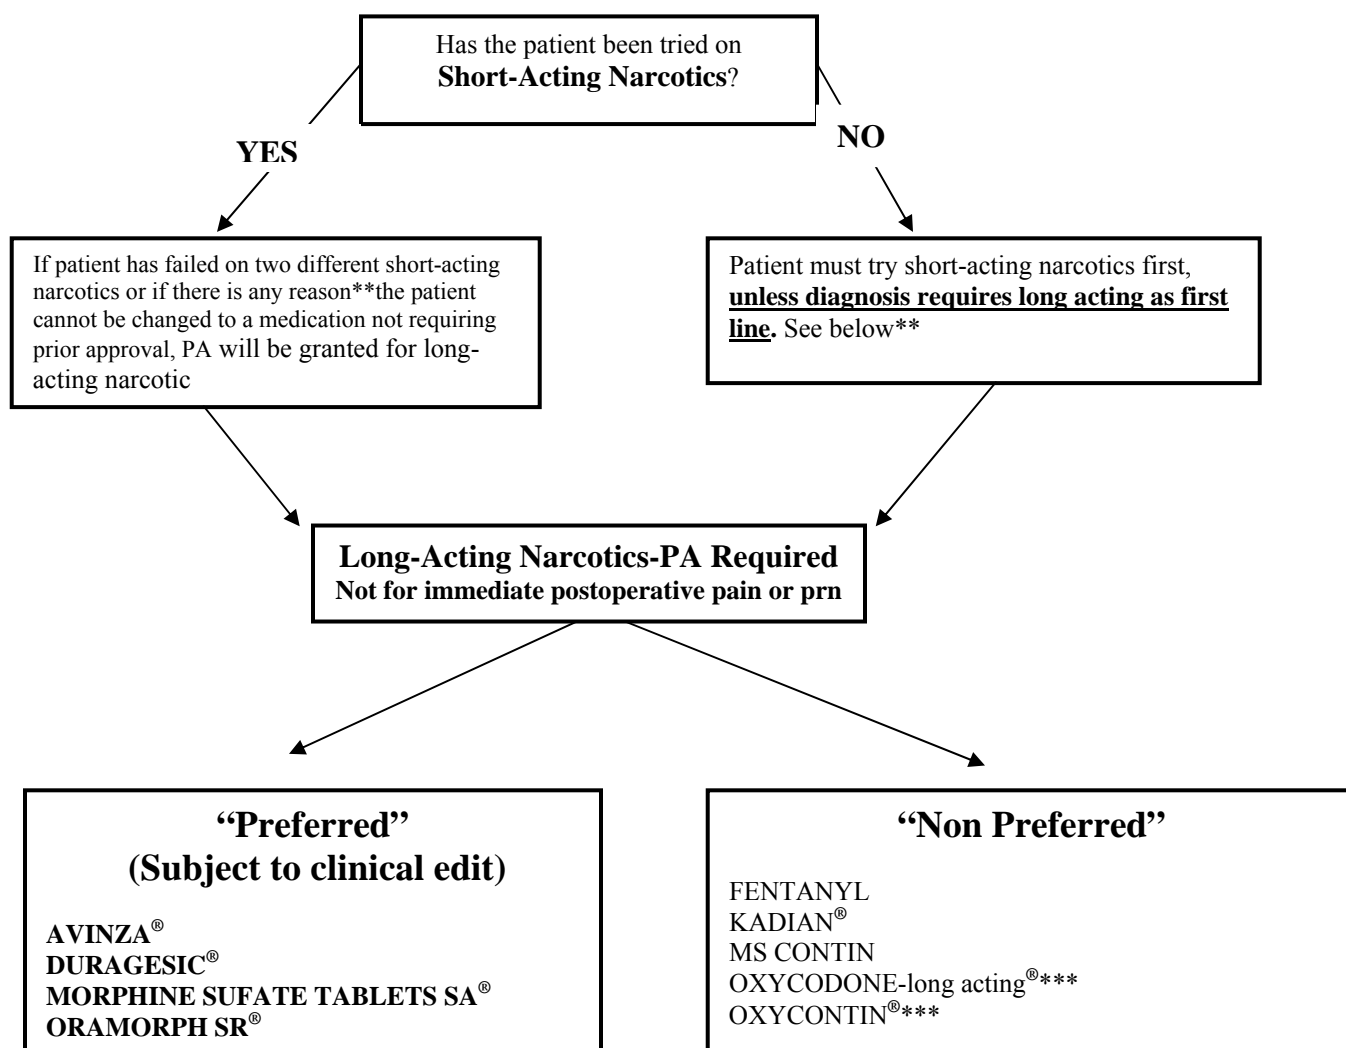 Has the patient been tried on
Short-Acting Narcotics?
YES
NO
If patient has failed on two different short-acting
narcotics or if there is any reason**the patient
cannot be changed to a medication not requiring
prior approval, PA will be granted for long-
acting narcotic
Patient must try short-acting narcotics first,
unless diagnosis requires long acting as first
line. See below**
Long-Acting Narcotics-PA Required
Not for immediate postoperative pain or prn
“Preferred”
(Subject to clinical edit)
AVINZA®
DURAGESIC®
MORPHINE SUFATE TABLETS SA®
ORAMORPH SR®
“Non Preferred”
FENTANYL
KADIAN®
MS CONTIN
OXYCODONE-long acting®***
OXYCONTIN®***